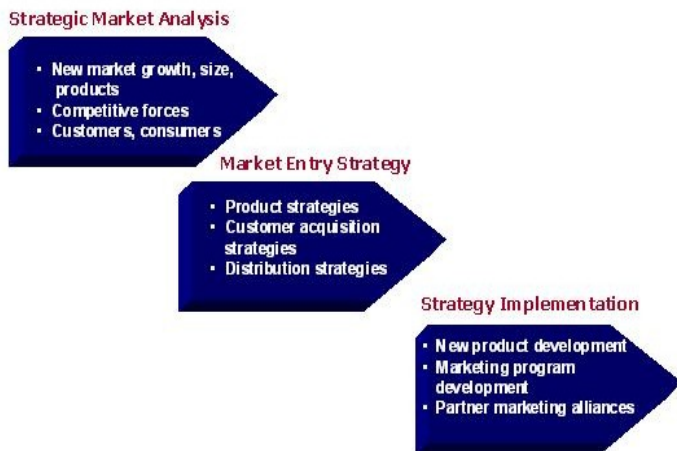 Strategic Market Analysis
• New market growth, size,
products
• Competitive forces
• Customers, consumers
Market Entry Strategy
• Product strategies
• Customer acquisition
strategies
• Distribution strategies
Strategy Implementation
• New product development
• Marketing program
development
• Partner marketing alliances